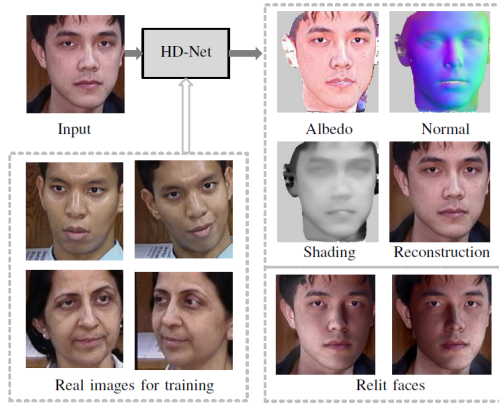 HD-Net
Input
Albedo
Normal
Shading
Reconstruction
Real images for training
Relit faces